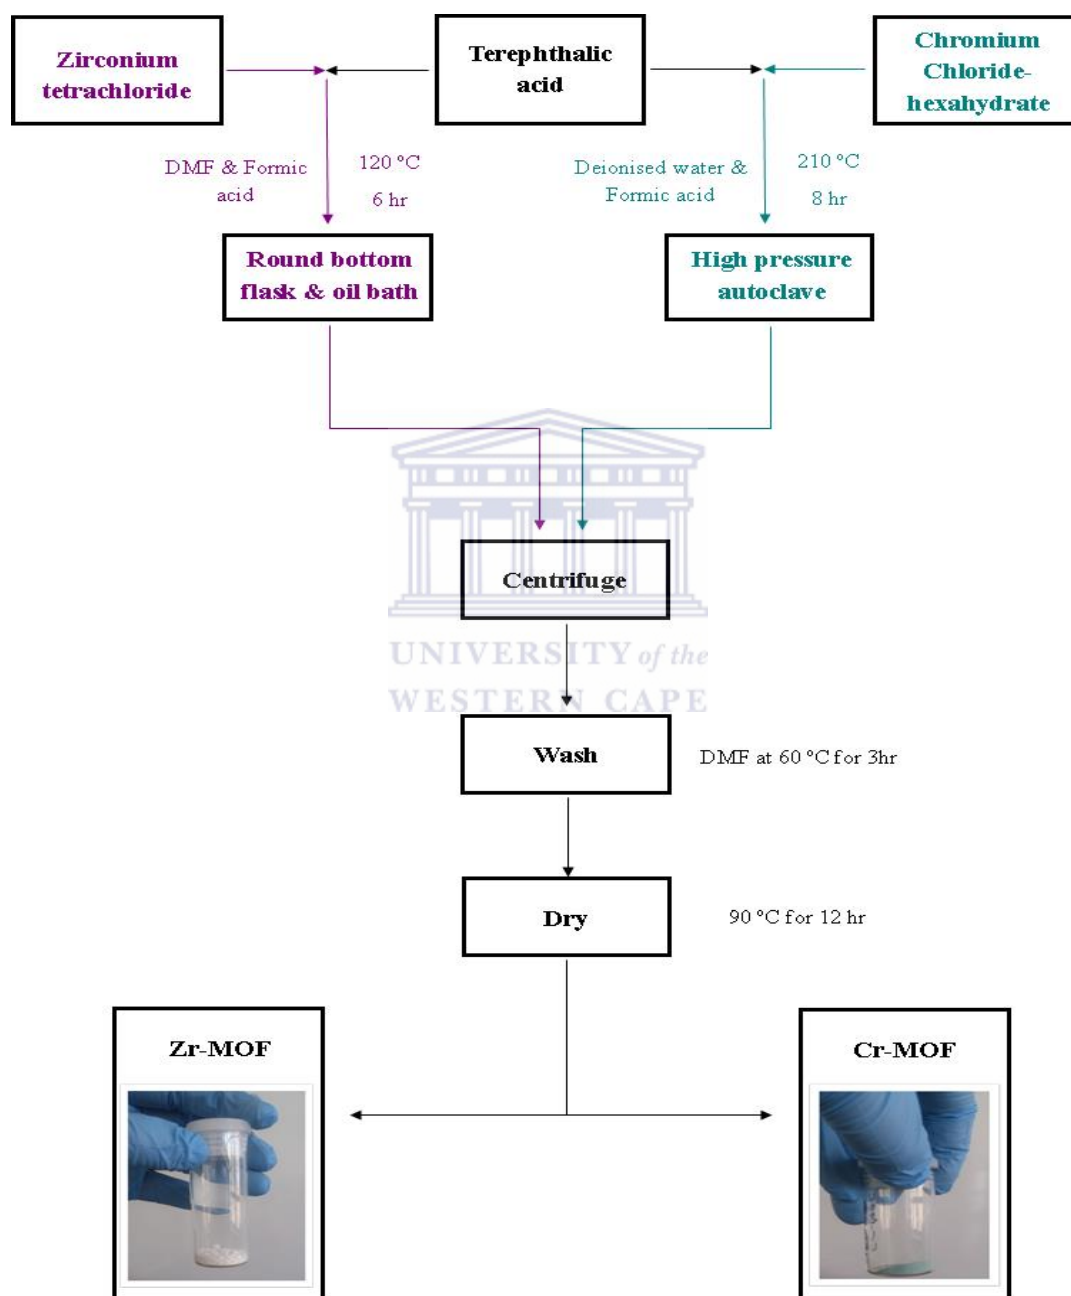 Zirconium
tetrachloride
Terephthalic
acid
Chromium
Chloride-
hexahydrate
DMF & Formic
acid
120 °C
6 hr
Deionised water &
Formic acid
210 °C
8 hr
Round bottom
flask & oil bath
High pressure
autoclave
Centrifuge
UNIVERSITY of the
WESTERN CAPE
Wash
DMF at 60 °C for 3hr
Dry
90 °C for 12 hr
Zr-MOF
Cr-MOF